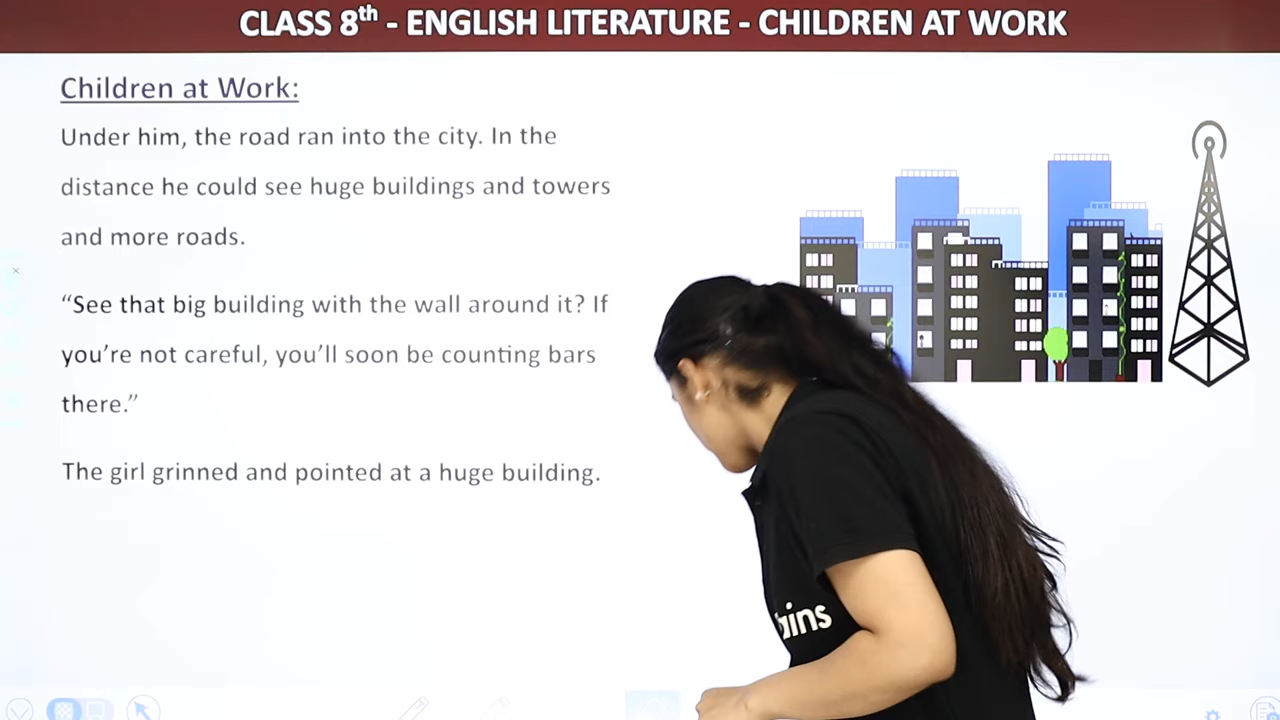 CLASS 8th - ENGLISH LITERATURE - CHILDREN AT WORK
Children at Work:
Under him, the road ran into the city. In the
distance he could see huge buildings and towers
and more roads.
“See that big building with the wall around it? If
you’re not careful, you’ll soon be counting bars
there.”
The girl grinned and pointed at a huge building.